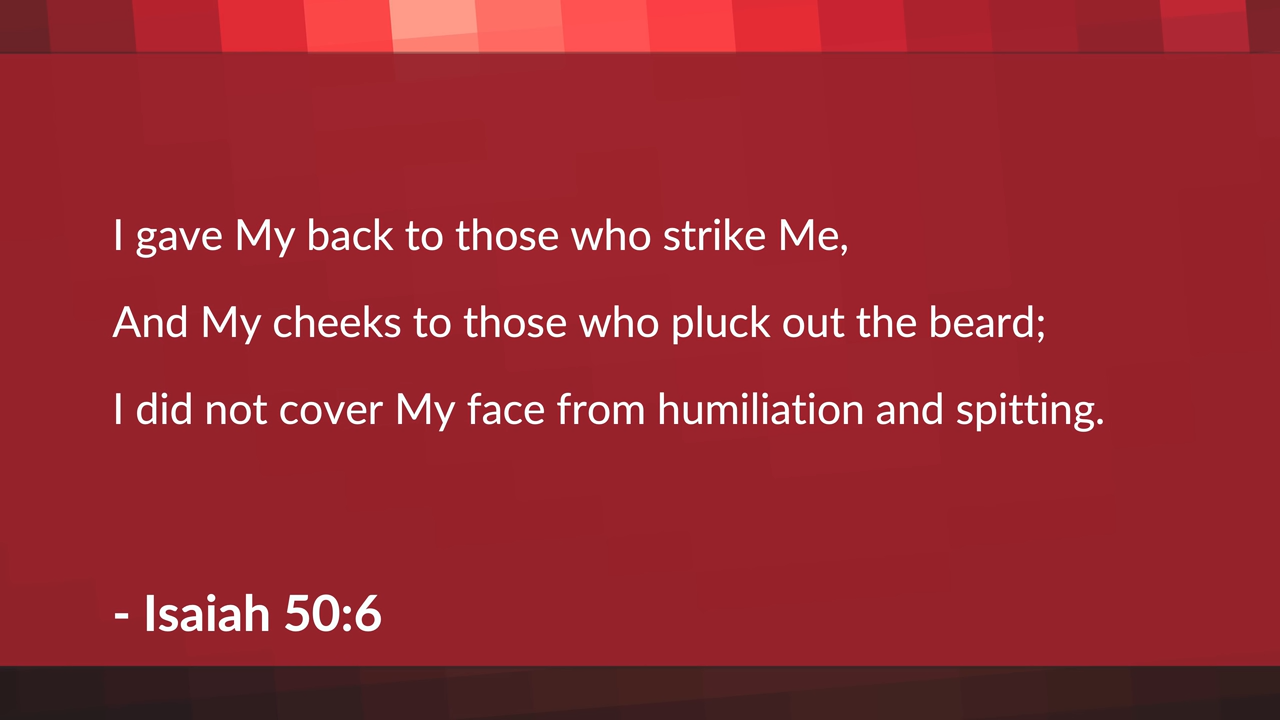 I gave My back to those who strike Me,
And My cheeks to those who pluck out the beard;
I did not cover My face from humiliation and spitting.
- Isaiah 50:6